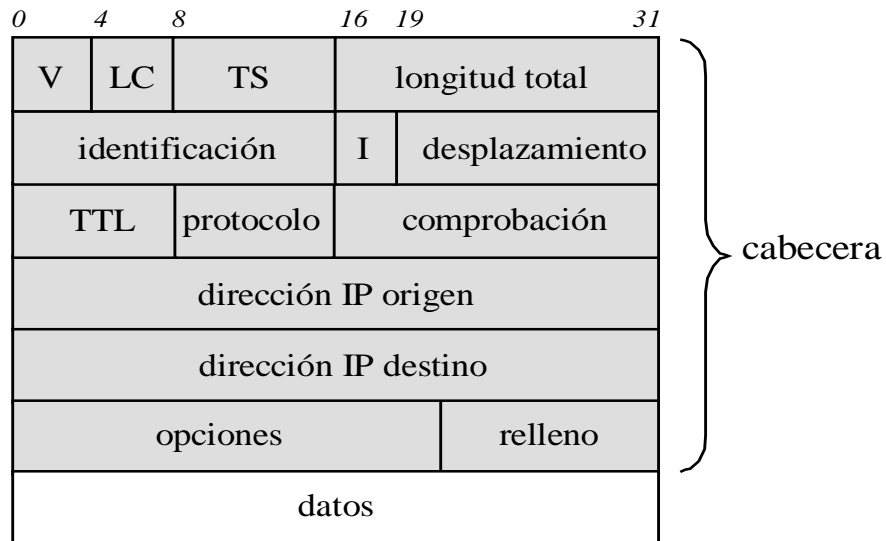 0 4 8 16 19 31
V LC TS longitud total
identificación I desplazamiento
TTL protocolo comprobación
dirección IP origen
cabecera
dirección IP destino
opciones relleno
datos